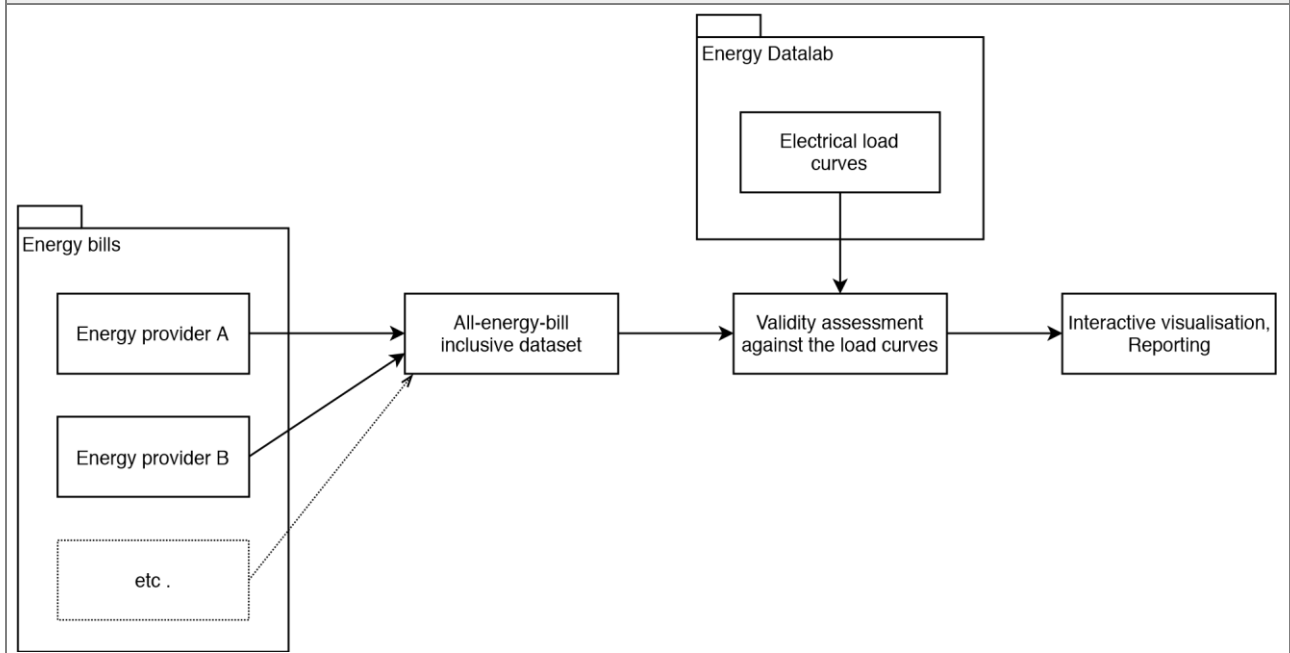 Energy Datalab
Electrical load
curves
Energy bills
Energy provider A
All-energy-bill
inclusive dataset
Validity assessment
against the load curves
Interactive visualisation,
Reporting
Energy provider B
etc .